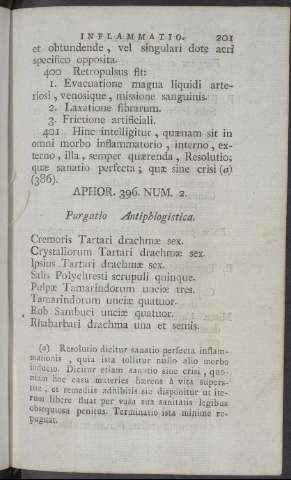 INFLAMMATIO. 201
et obtundende, vel singulari dote acri
specifico opposita.
400 Retropulsus fit:
1. Evacuatione magna liquidi arte-
riosi, venosique, missione sanguinis.
2. Laxatione fibrarum.
3. Frictione artificiali.
401 Hinc intelligitur, quænam sit in
omni morbo inflammatorio, interno, ex-
terno, illa, semper quærenda, Resolutio;
quæ sanatio perfecta; quæ sine crisi (a)
(386).
APHOR. 396. NUM. 2.
Purgatio Antiphlogistica.
Cremoris Tartari drachmæ sex.
Crystallorum Tartari drachmæ sex.
Ipsius Tartari drachmæ sex.
Salis Polychresti scrupuli quinque.
Pulpæ Tamarindorum unciæ tres.
Tamarindorum unciæ quatuor.
Rob Sambuci unciæ quatuor.
Rhabarbari drachma una et semis.
(a) Resolutio dicitur sanatio perfecta inflam-
mationis, quia ista tollitur nullo alio morbo
inducto. Dicitur etiam sanatio sine crisi, quo-
niam hoc casu materies hærens à vita supers-
tite, et remediis adhibitis sic disponitur ut ite-
rum libere fluat per vasa sua sanitatis legibus
obsequiosa penitus. Terminatio ista minime re-
pugnat.